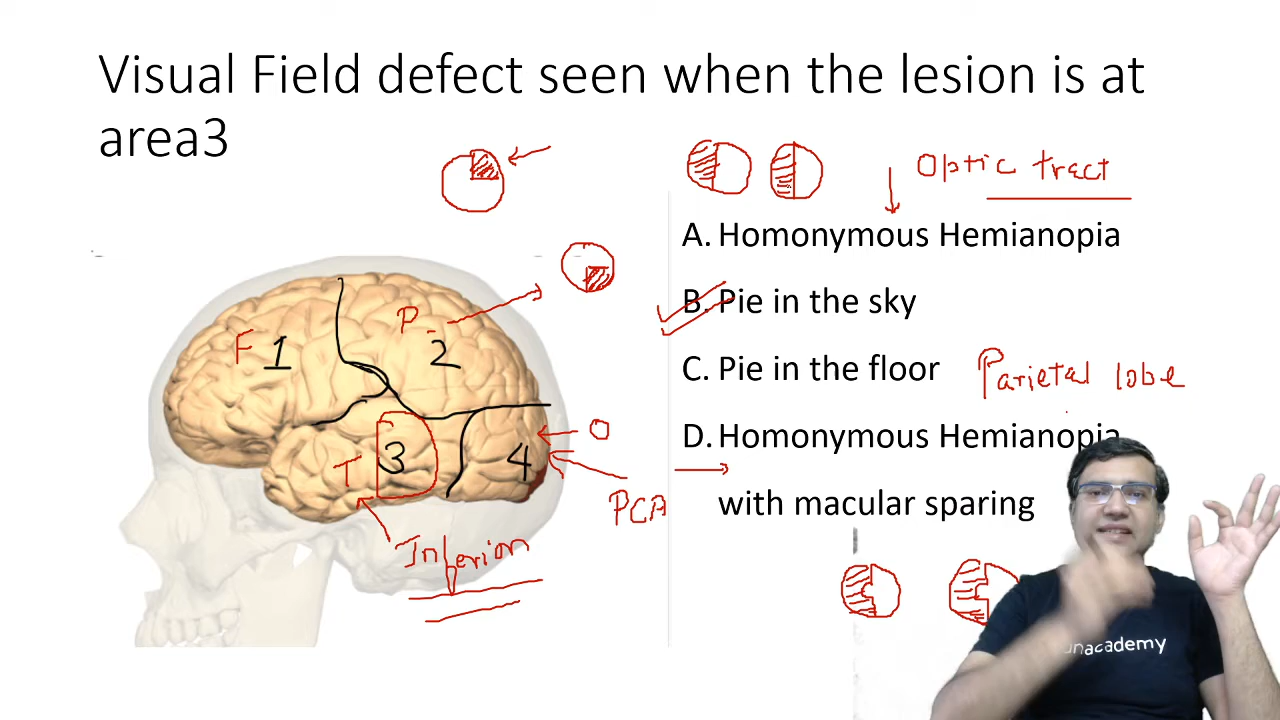 Visual Field defect seen when the lesion is at
area3
Optic tract
A. Homonymous Hemianopia
B. Pie in the sky
C. Pie in the floor
Parietal lobe
D. Homonymous Hemianopia
with macular sparing
F 1
P 2
T 3
4
O
PCA
Inferior
unacademy